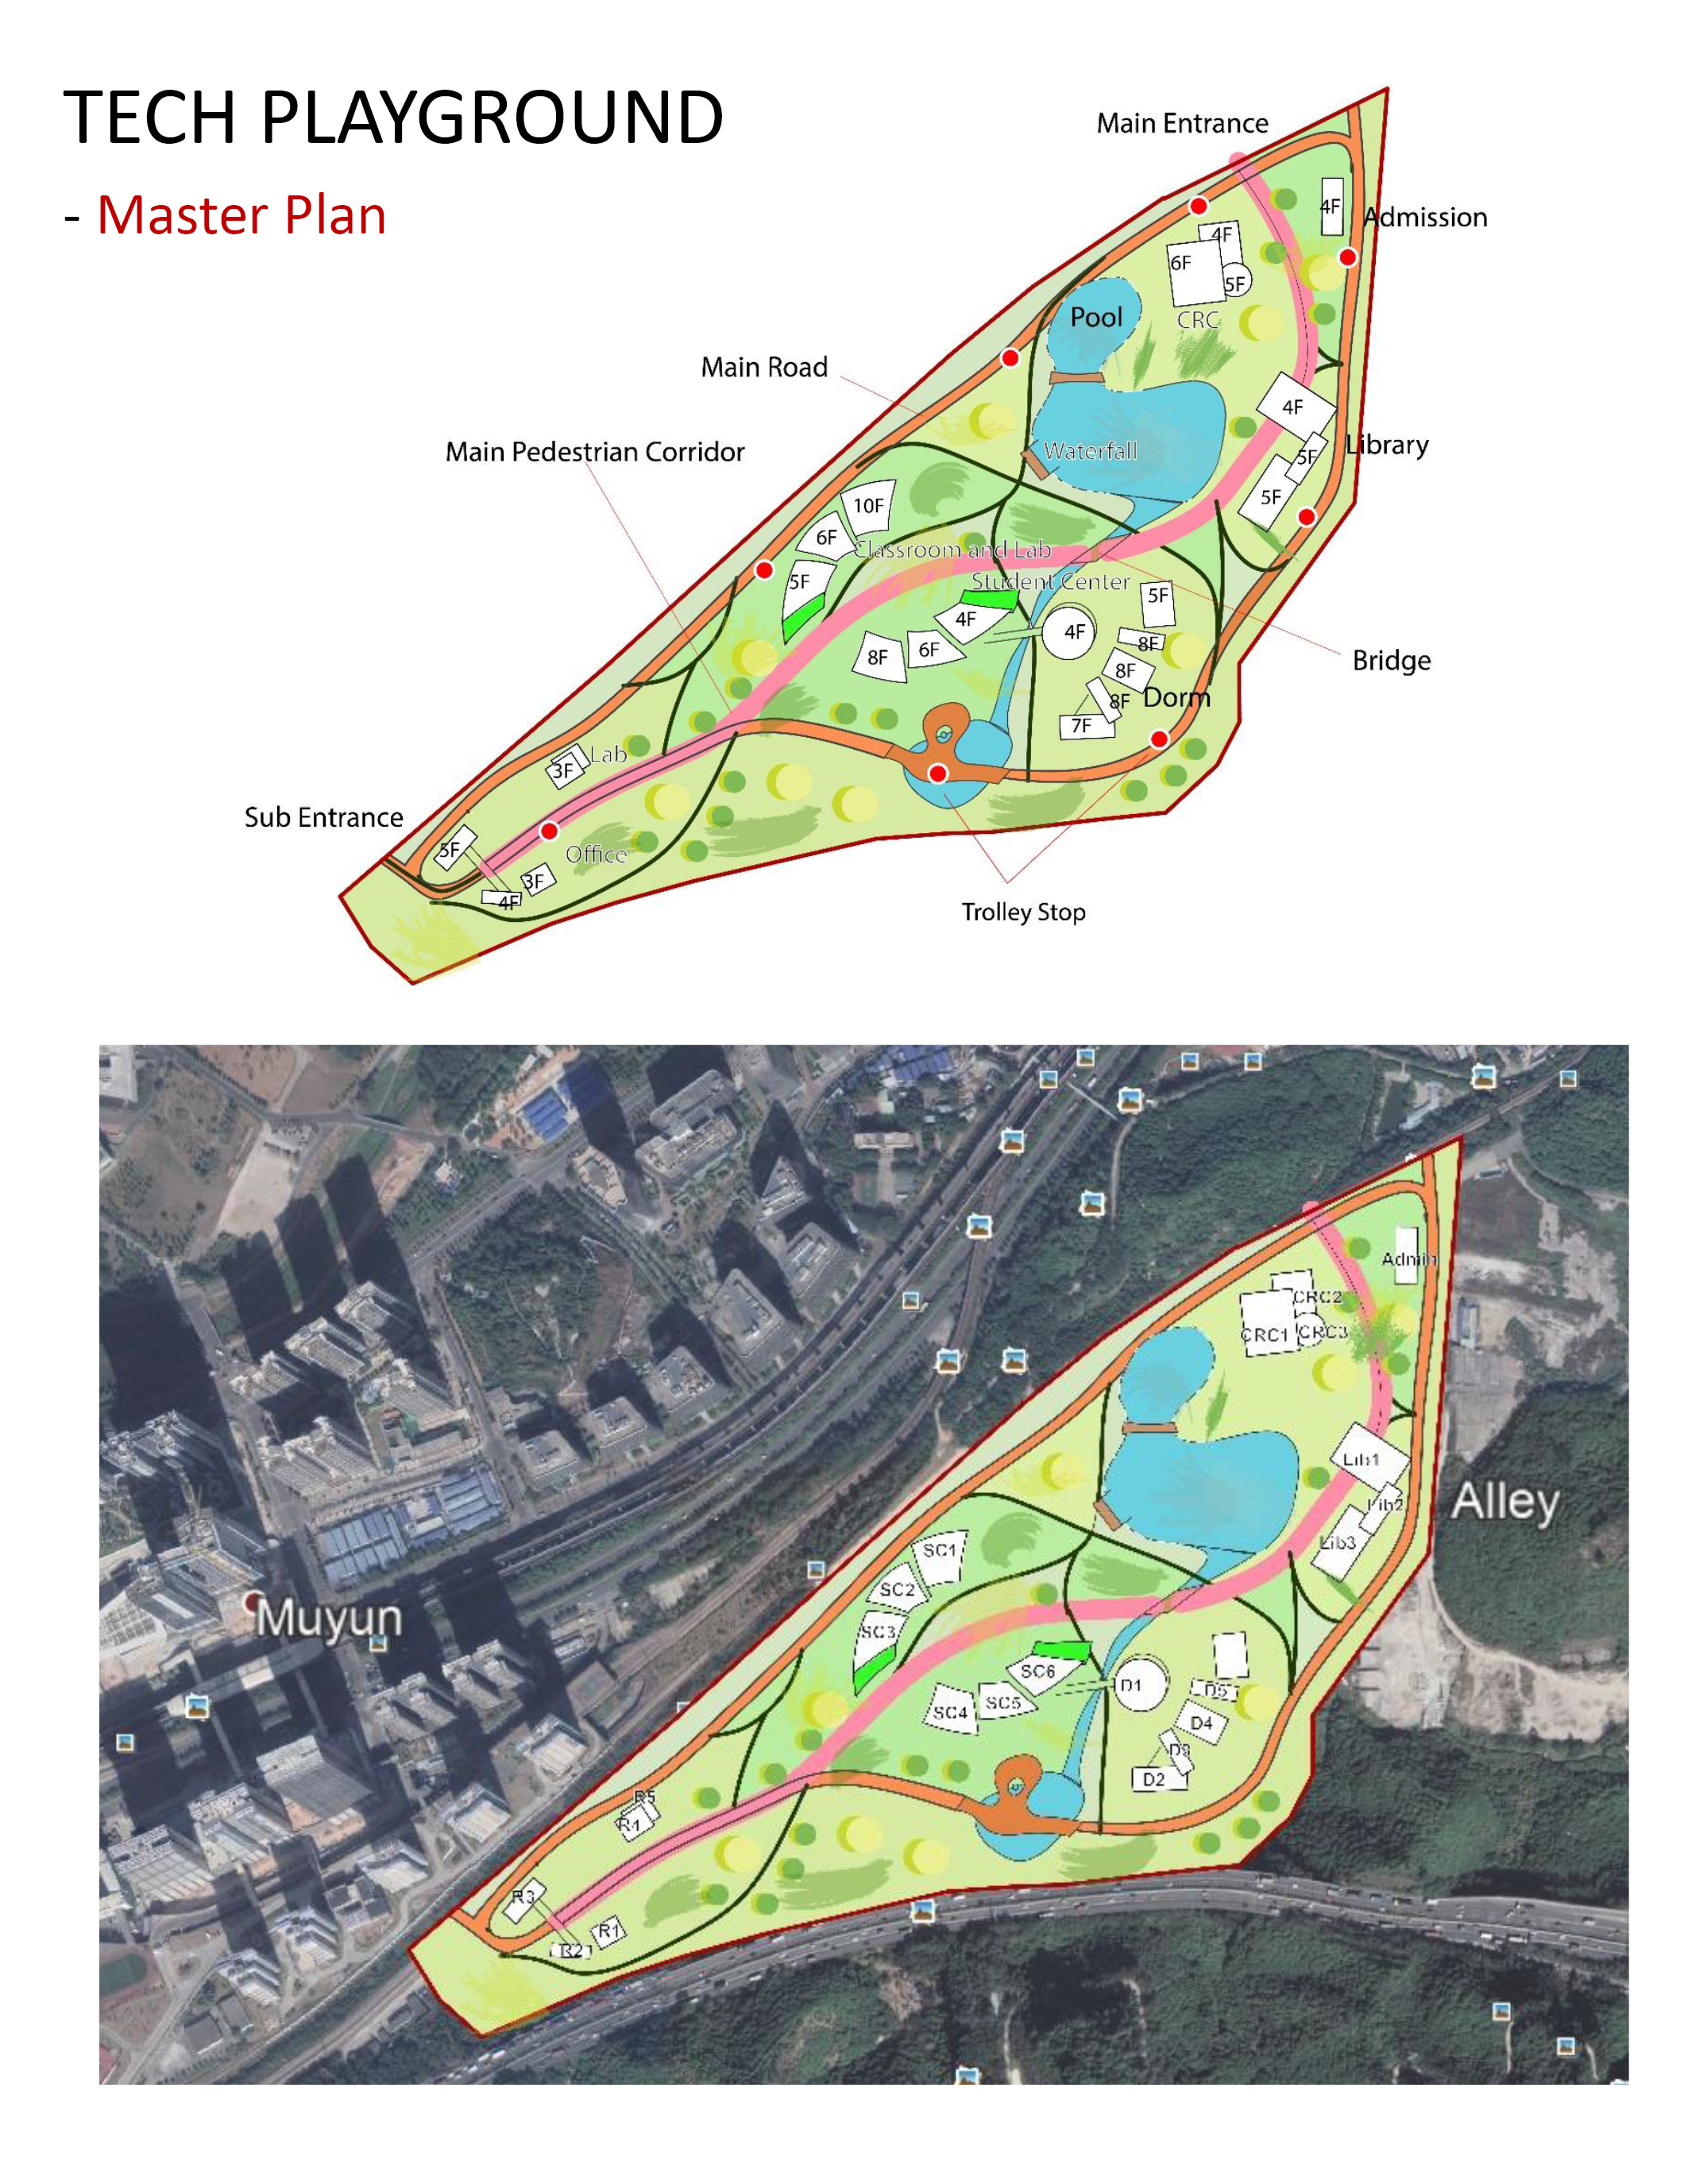 TECH PLAYGROUND
- Master Plan
Main Entrance
4F
Admission
4F
6F
5F
CRC
Pool
Main Road
4F
Main Pedestrian Corridor
Waterfall
Library
5F
5F
10F
6F
Classroom and Lab
5F
Student Center
5F
4F
4F
8F
6F
8F
8F
Bridge
8F
Dorm
7F
Lab
3F
Sub Entrance
5F
Office
3F
4F
Trolley Stop
Admin
CRC2
CRC1
CRC3
Lib1
Lib2
Alley
Lib3
SC1
SC2
Muyun
SC3
SC6
D1
D5
SC5
SC4
D4
D3
D2
R5
R4
R3
R1
R2